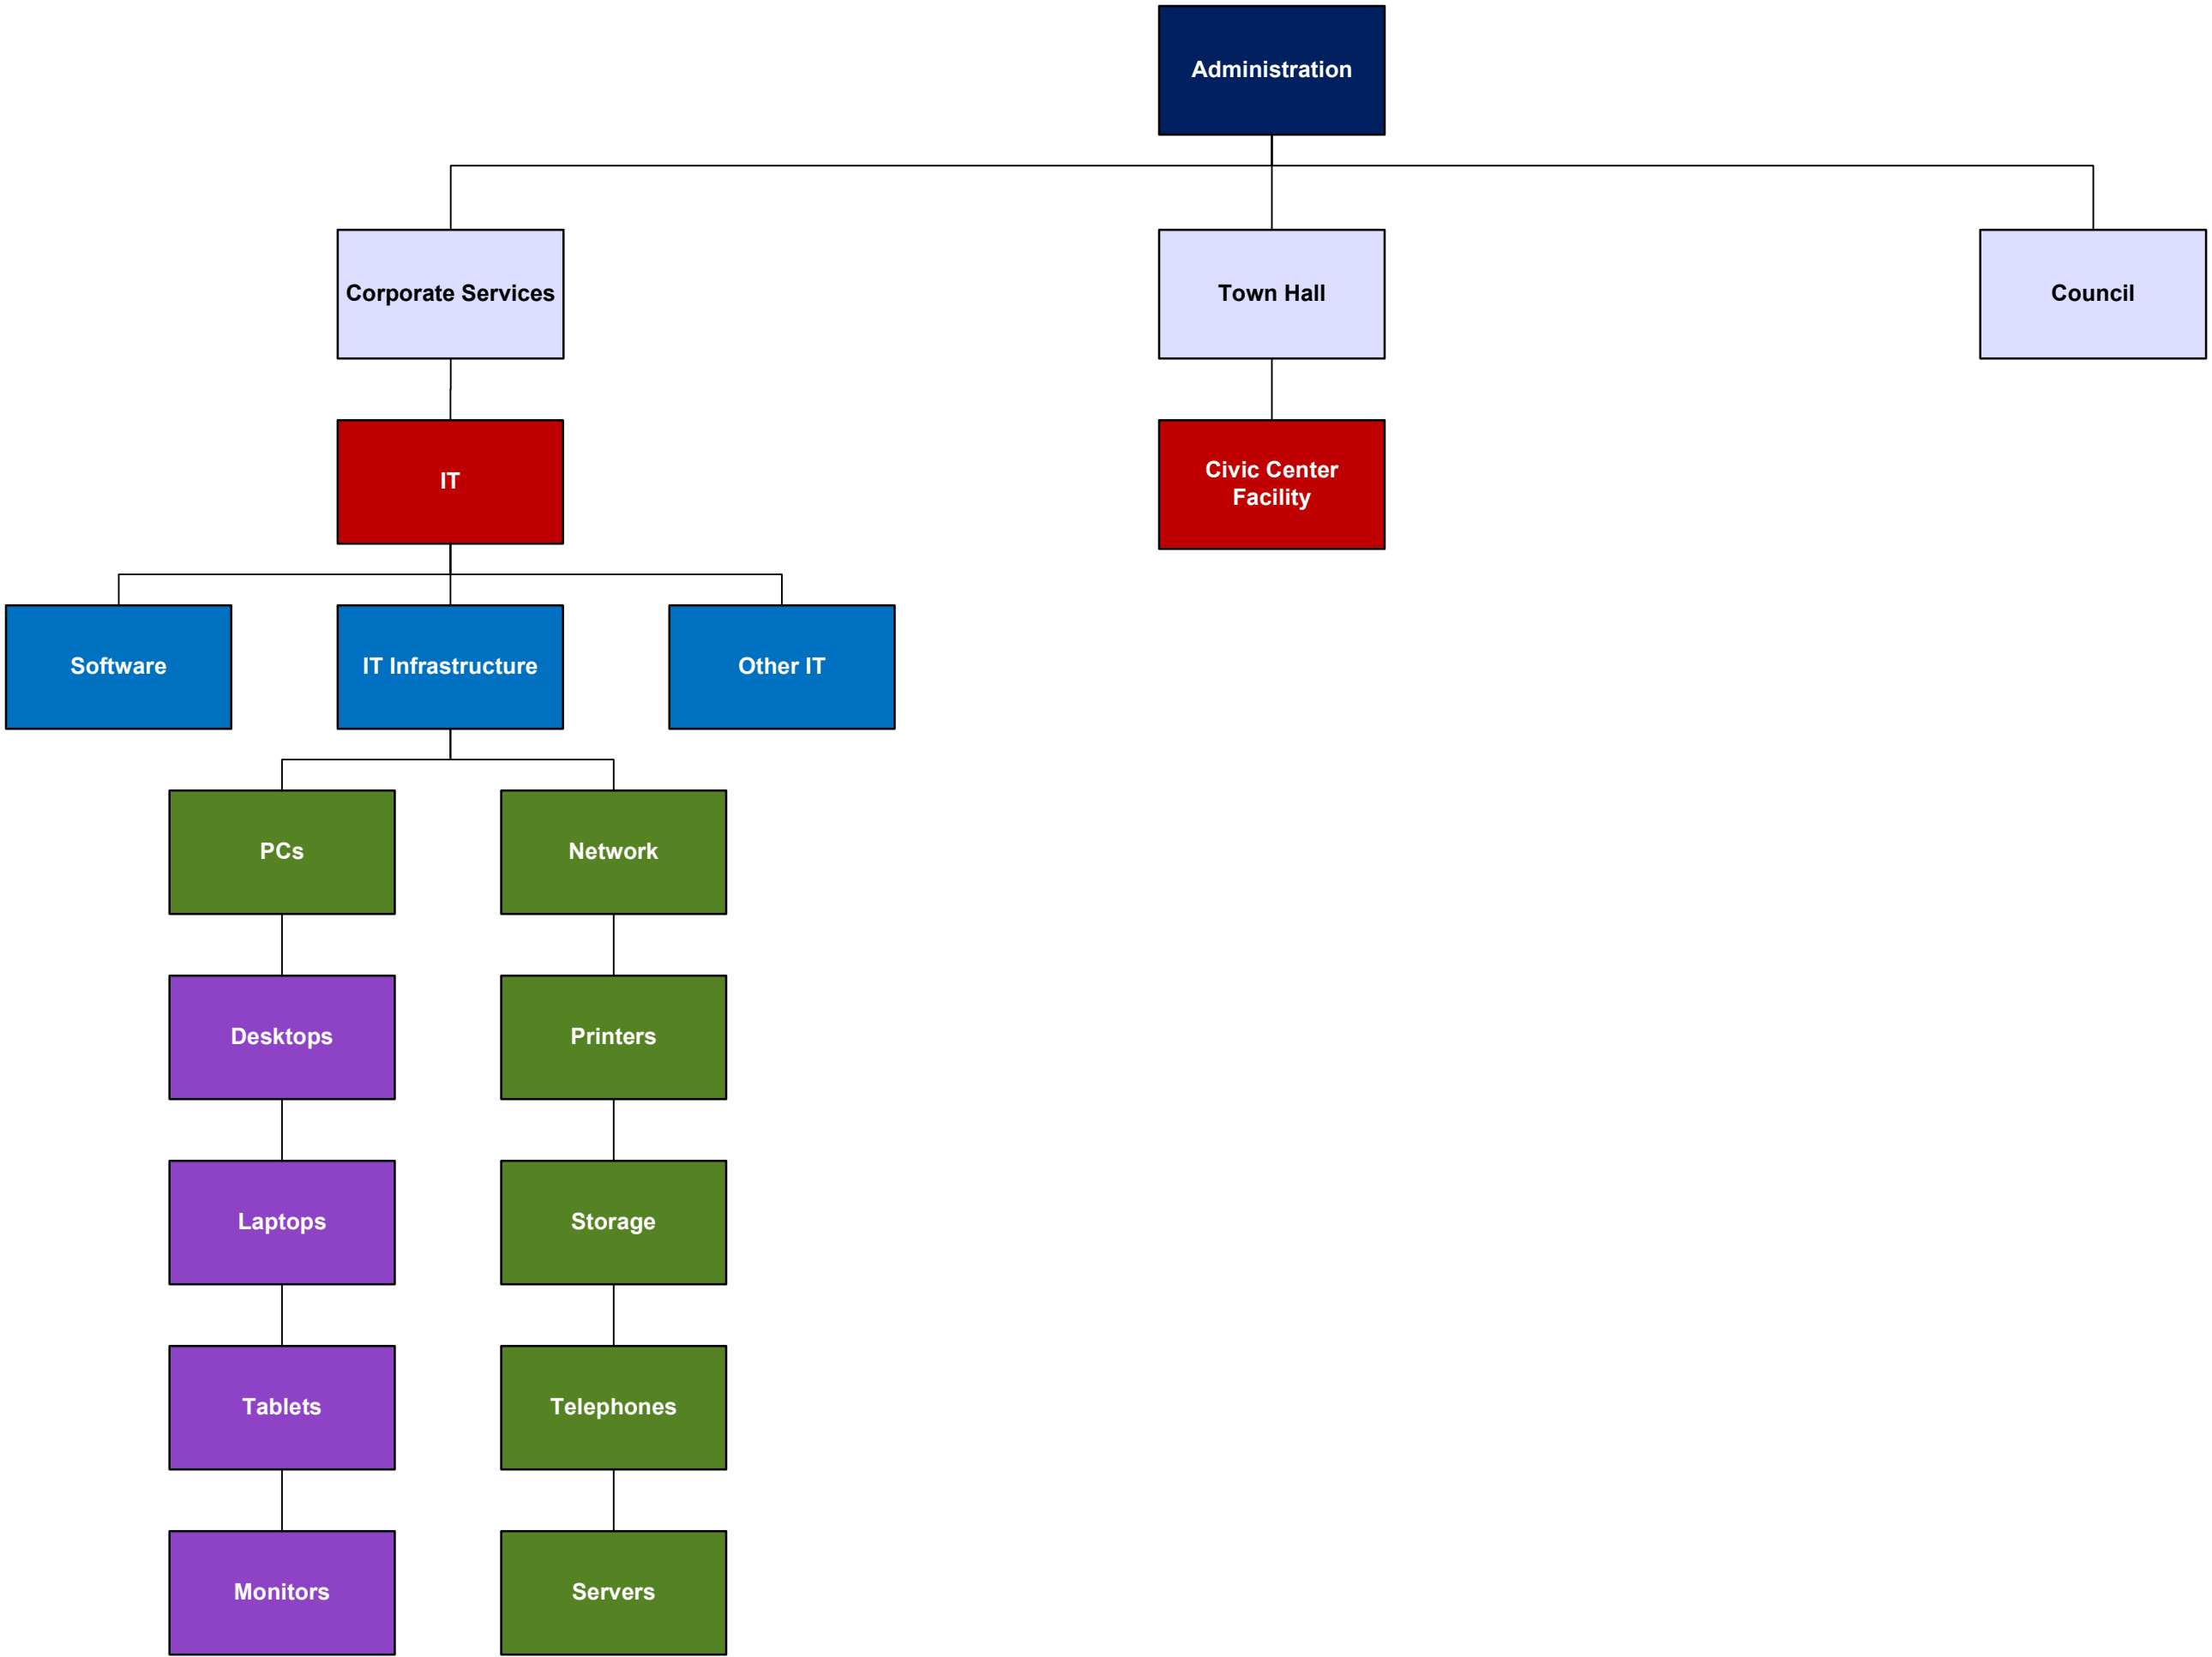 Administration
Corporate Services
Town Hall
Council
IT
Civic Center
Facility
Software
IT Infrastructure
Other IT
PCs
Network
Desktops
Printers
Laptops
Storage
Tablets
Telephones
Monitors
Servers